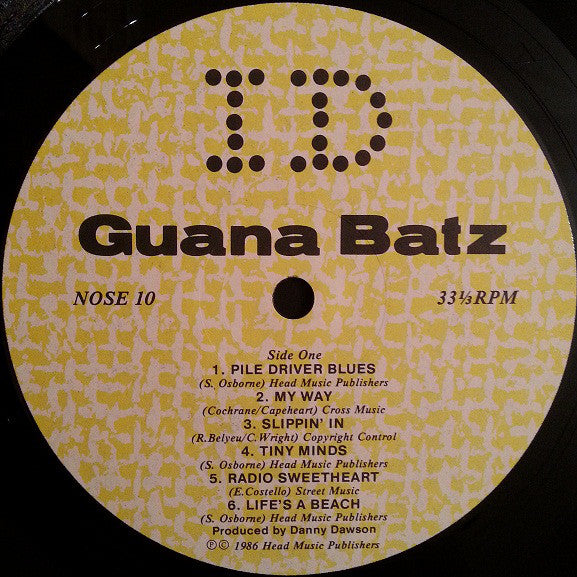 ID
Guana Batz
NOSE 10 33⅓RPM
Side One
1. PILE DRIVER BLUES
(S. Osborne) Head Music Publishers
2. MY WAY
(Cochrane/Capeheart) Cross Music
3. SLIPPIN' IN
(R.Belyeu/C.Wright) Copyright Control
4. TINY MINDS
(S. Osborne) Head Music Publishers
5. RADIO SWEETHEART
(E.Costello) Street Music
6. LIFE'S A BEACH
(S. Osborne) Head Music Publishers
Produced by Danny Dawson
Ⓟ © 1986 Head Music Publishers